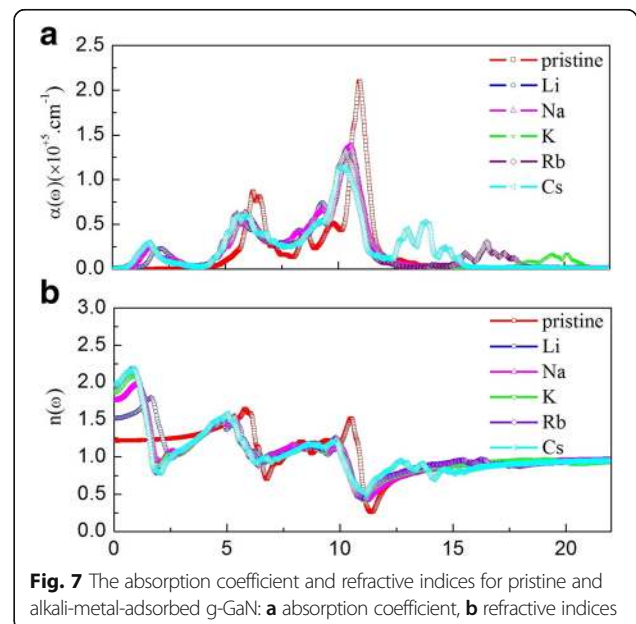 a
2.5
2.0
1.5
1.0
0.5
0.0
α(ω)(×10⁺⁵.cm⁻¹)
pristine
Li
Na
K
Rb
Cs
b
3.0
2.5
2.0
1.5
1.0
0.5
0.0
n(ω)
pristine
Li
Na
K
Rb
Cs
0 5 10 15 20
Fig. 7 The absorption coefficient and refractive indices for pristine and
alkali-metal-adsorbed g-GaN: a absorption coefficient, b refractive indices